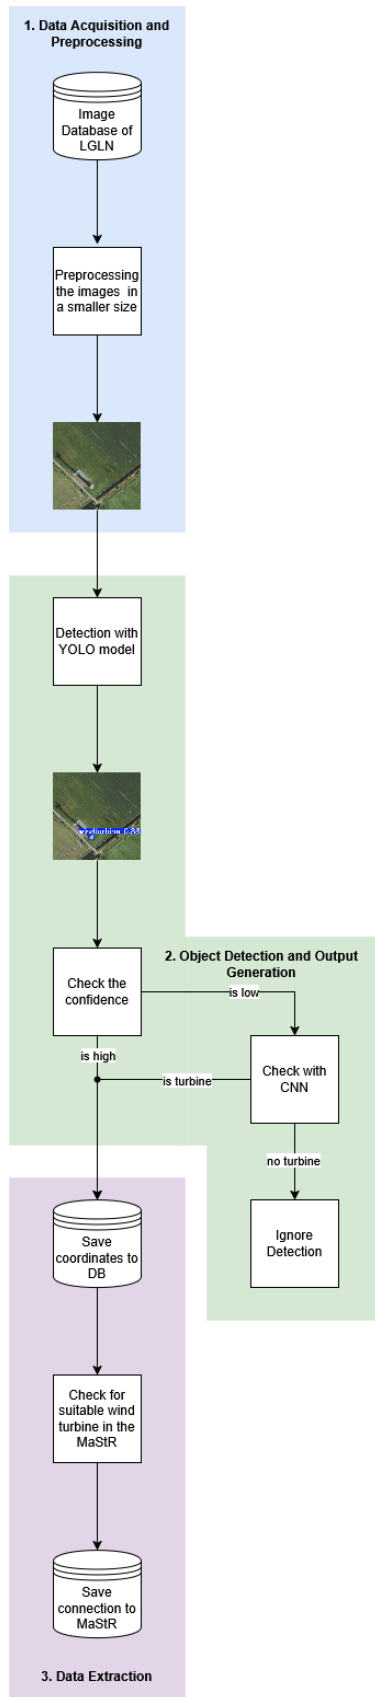 1. Data Acquisition and
Preprocessing
Image
Database of
LGLN
Preprocessing
the images in
a smaller size
Detection with
YOLO model
Check the
confidence
2. Object Detection and Output
Generation
is low
is high
is turbine
Check with
CNN
no turbine
Ignore
Detection
Save
coordinates to
DB
Check for
suitable wind
turbine in the
MaStR
Save
connection to
MaStR
3. Data Extraction